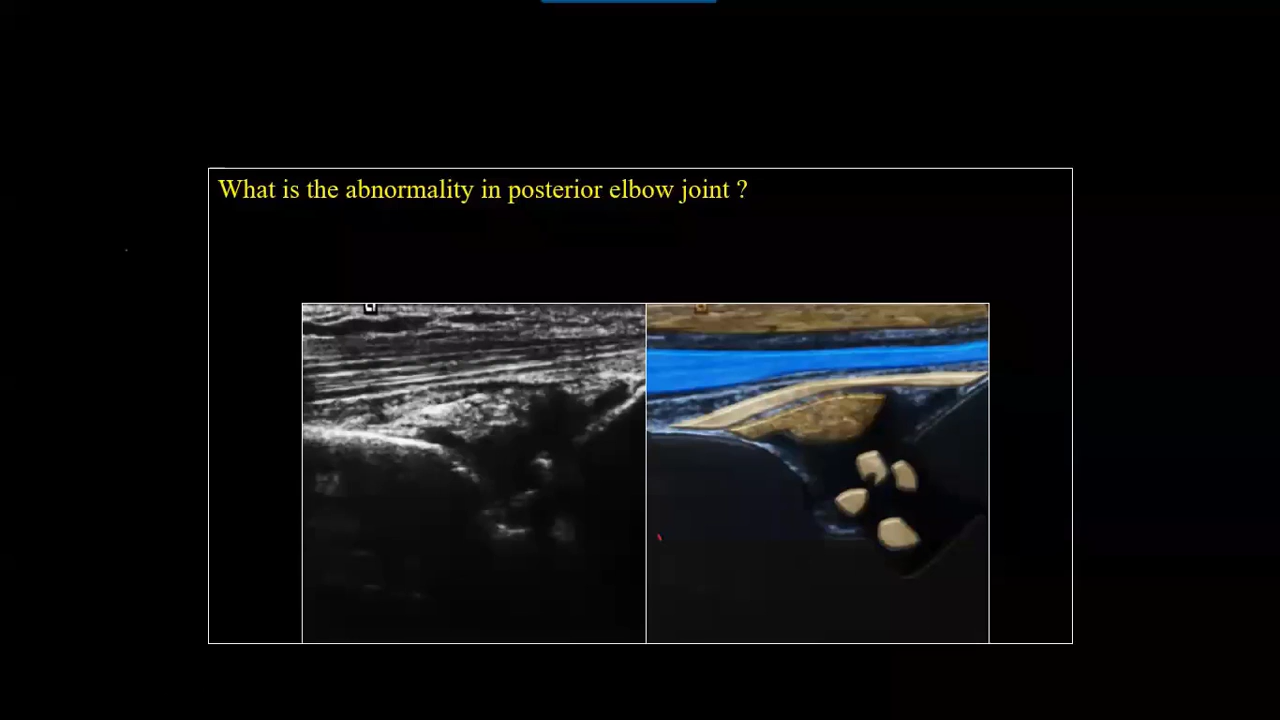 What is the abnormality in posterior elbow joint ?